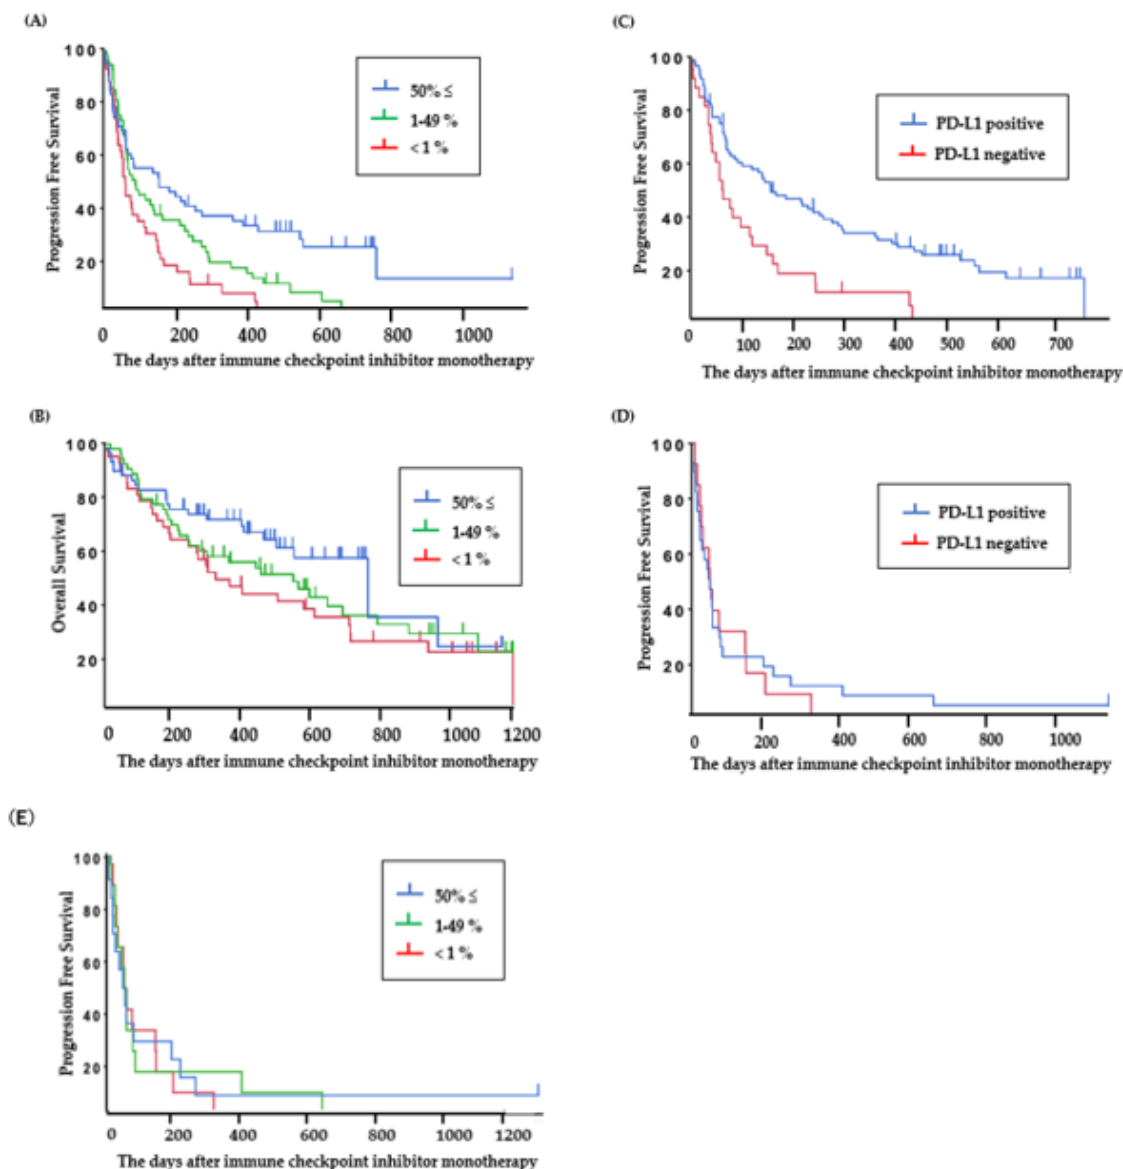 (A)
100
80
60
40
20
Progression Free Survival
50% ≤
1-49 %
< 1 %
0 200 400 600 800 1000
The days after immune checkpoint inhibitor monotherapy
(C)
100
80
60
40
20
Progression Free Survival
PD-L1 positive
PD-L1 negative
0 100 200 300 400 500 600 700
The days after immune checkpoint inhibitor monotherapy
(B)
100
80
60
40
20
Overall Survival
50% ≤
1-49 %
< 1 %
0 200 400 600 800 1000 1200
The days after immune checkpoint inhibitor monotherapy
(D)
100
80
60
40
20
Progression Free Survival
PD-L1 positive
PD-L1 negative
0 200 400 600 800 1000
The days after immune checkpoint inhibitor monotherapy
(E)
100
80
60
40
20
Progression Free Survival
50% ≤
1-49 %
< 1 %
0 200 400 600 800 1000 1200
The days after immune checkpoint inhibitor monotherapy